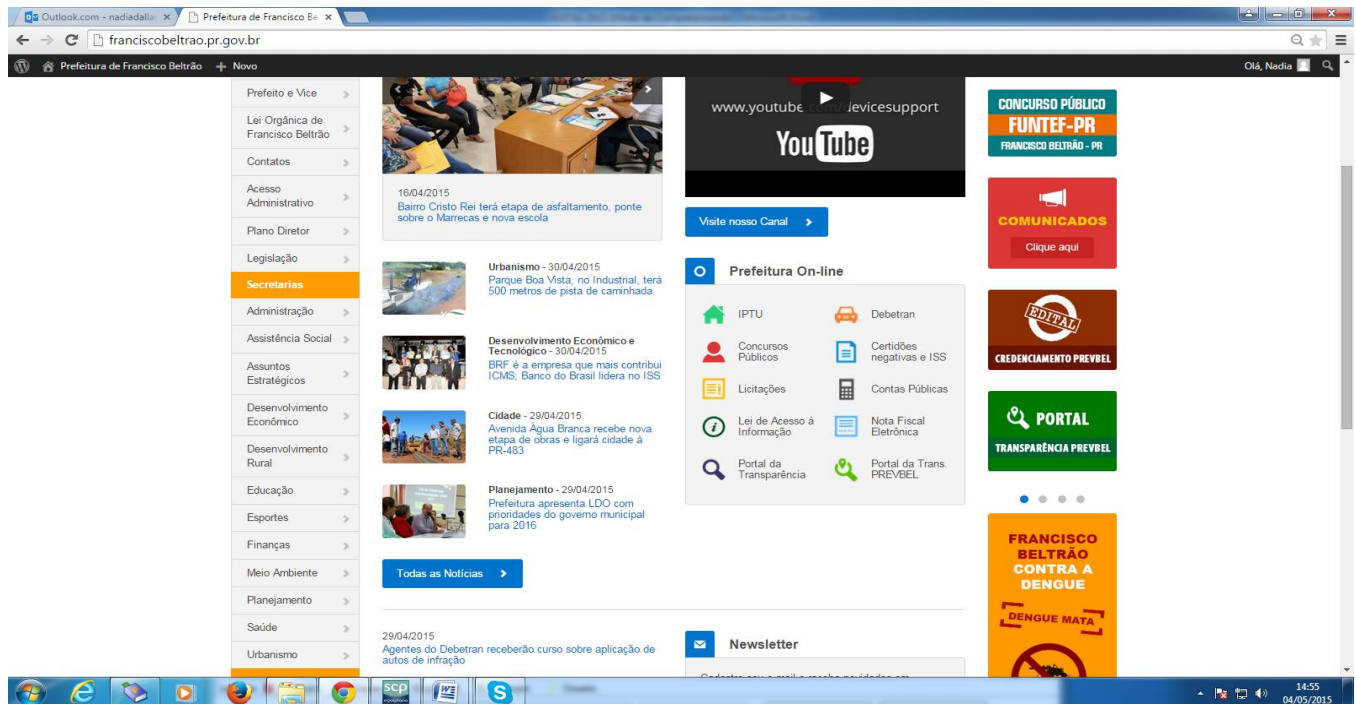 Outlook.com - nadiadalla
Prefeitura de Francisco Be
franciscobeltrao.pr.gov.br
Prefeitura de Francisco Beltrão
+ Novo
Olá, Nadia
Prefeito e Vice
Lei Orgânica de
Francisco Beltrão
Contatos
Acesso
Administrativo
Plano Diretor
Legislação
Secretarias
Administração
Assistência Social
Assuntos
Estratégicos
Desenvolvimento
Econômico
Desenvolvimento
Rural
Educação
Esportes
Finanças
Meio Ambiente
Planejamento
Saúde
Urbanismo
16/04/2015
Bairro Cristo Rei terá etapa de asfaltamento, ponte
sobre o Marrecas e nova escola
Urbanismo - 30/04/2015
Parque Boa Vista, no Industrial, terá
500 metros de pista de caminhada
Desenvolvimento Econômico e
Tecnológico - 30/04/2015
BRF é a empresa que mais contribui
ICMS; Banco do Brasil lidera no ISS
Cidade - 29/04/2015
Avenida Água Branca recebe nova
etapa de obras e ligará cidade à
PR-483
Planejamento - 29/04/2015
Prefeitura apresenta LDO com
prioridades do governo municipal
para 2016
Todas as Notícias
29/04/2015
Agentes do Debetran receberão curso sobre aplicação de
autos de infração
www.youtube.com/devicesupport
YouTube
Visite nosso Canal
Prefeitura On-line
IPTU
Debetran
Concursos
Públicos
Certidões
negativas e ISS
Licitações
Contas Públicas
Lei de Acesso à
Informação
Nota Fiscal
Eletrônica
Portal da
Transparência
Portal da Trans.
PREVBEL
Newsletter
CONCURSO PÚBLICO
FUNTEF-PR
FRANCISCO BELTRÃO - PR
COMUNICADOS
Clique aqui
EDITAL
CREDENCIAMENTO PREVBEL
PORTAL
TRANSPARÊNCIA PREVBEL
FRANCISCO
BELTRÃO
CONTRA A
DENGUE
DENGUE MATA
scp
14:55
04/05/2015